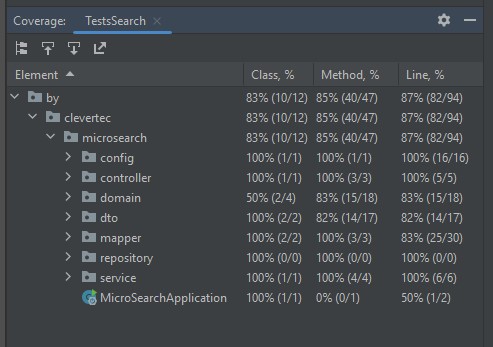 Coverage: TestsSearch
Element Class, % Method, % Line, %
by 83% (10/12) 85% (40/47) 87% (82/94)
clevertec 83% (10/12) 85% (40/47) 87% (82/94)
microsearch 83% (10/12) 85% (40/47) 87% (82/94)
config 100% (1/1) 100% (1/1) 100% (16/16)
controller 100% (1/1) 100% (3/3) 100% (5/5)
domain 50% (2/4) 83% (15/18) 83% (15/18)
dto 100% (2/2) 82% (14/17) 82% (14/17)
mapper 100% (2/2) 100% (3/3) 83% (25/30)
repository 100% (0/0) 100% (0/0) 100% (0/0)
service 100% (1/1) 100% (4/4) 100% (6/6)
MicroSearchApplication 100% (1/1) 0% (0/1) 50% (1/2)